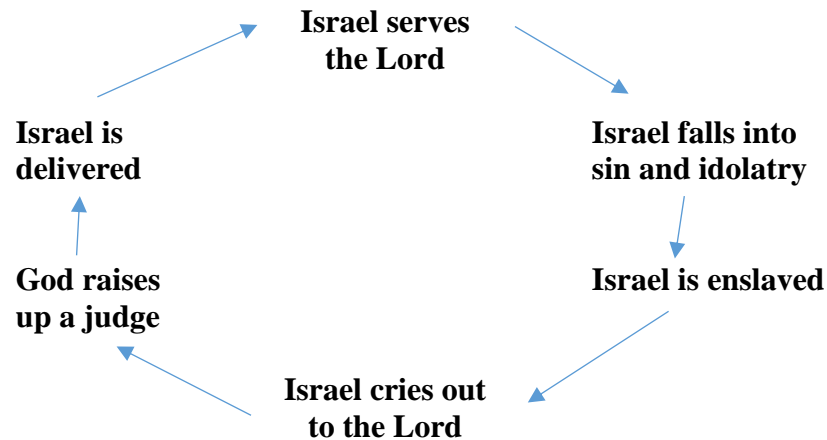 Israel serves
the Lord
Israel falls into
sin and idolatry
Israel is enslaved
Israel cries out
to the Lord
God raises
up a judge
Israel is
delivered